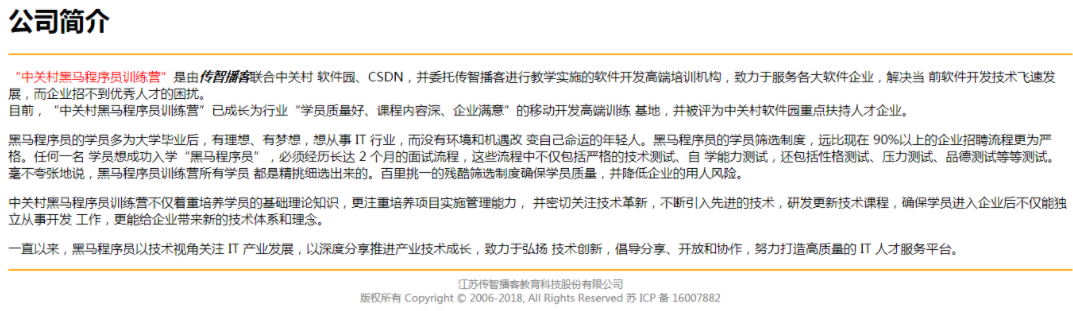 公司简介
“中关村黑马程序员训练营”是由传智播客联合中关村 软件园、CSDN，并委托传智播客进行教学实施的软件开发高端培训机构，致力于服务各大软件企业，解决当 前软件开发技术飞速发
展，而企业招不到优秀人才的困扰。
目前，“中关村黑马程序员训练营”已成长为行业“学员质量好、课程内容深、企业满意”的移动开发高端训练 基地，并被评为中关村软件园重点扶持人才企业。
黑马程序员的学员多为大学毕业后，有理想、有梦想，想从事 IT 行业，而没有环境和机遇改 变自己命运的年轻人。黑马程序员的学员筛选制度，远比现在 90%以上的企业招聘流程更为严
格。任何一名 学员想成功入学“黑马程序员”，必须经历长达 2 个月的面试流程，这些流程中不仅包括严格的技术测试、自 学能力测试，还包括性格测试、压力测试、品德测试等等测试。
毫不夸张地说，黑马程序员训练营所有学员 都是精挑细选出来的。百里挑一的残酷筛选制度确保学员质量，并降低企业的用人风险。
中关村黑马程序员训练营不仅着重培养学员的基础理论知识，更注重培养项目实施管理能力， 并密切关注技术革新，不断引入先进的技术，研发更新技术课程，确保学员进入企业后不仅能独
立从事开发 工作，更能给企业带来新的技术体系和理念。
一直以来，黑马程序员以技术视角关注 IT 产业发展，以深度分享推进产业技术成长，致力于弘扬 技术创新，倡导分享、开放和协作，努力打造高质量的 IT 人才服务平台。
江苏传智播客教育科技股份有限公司
版权所有 Copyright © 2006-2018, All Rights Reserved 苏 ICP 备 16007882